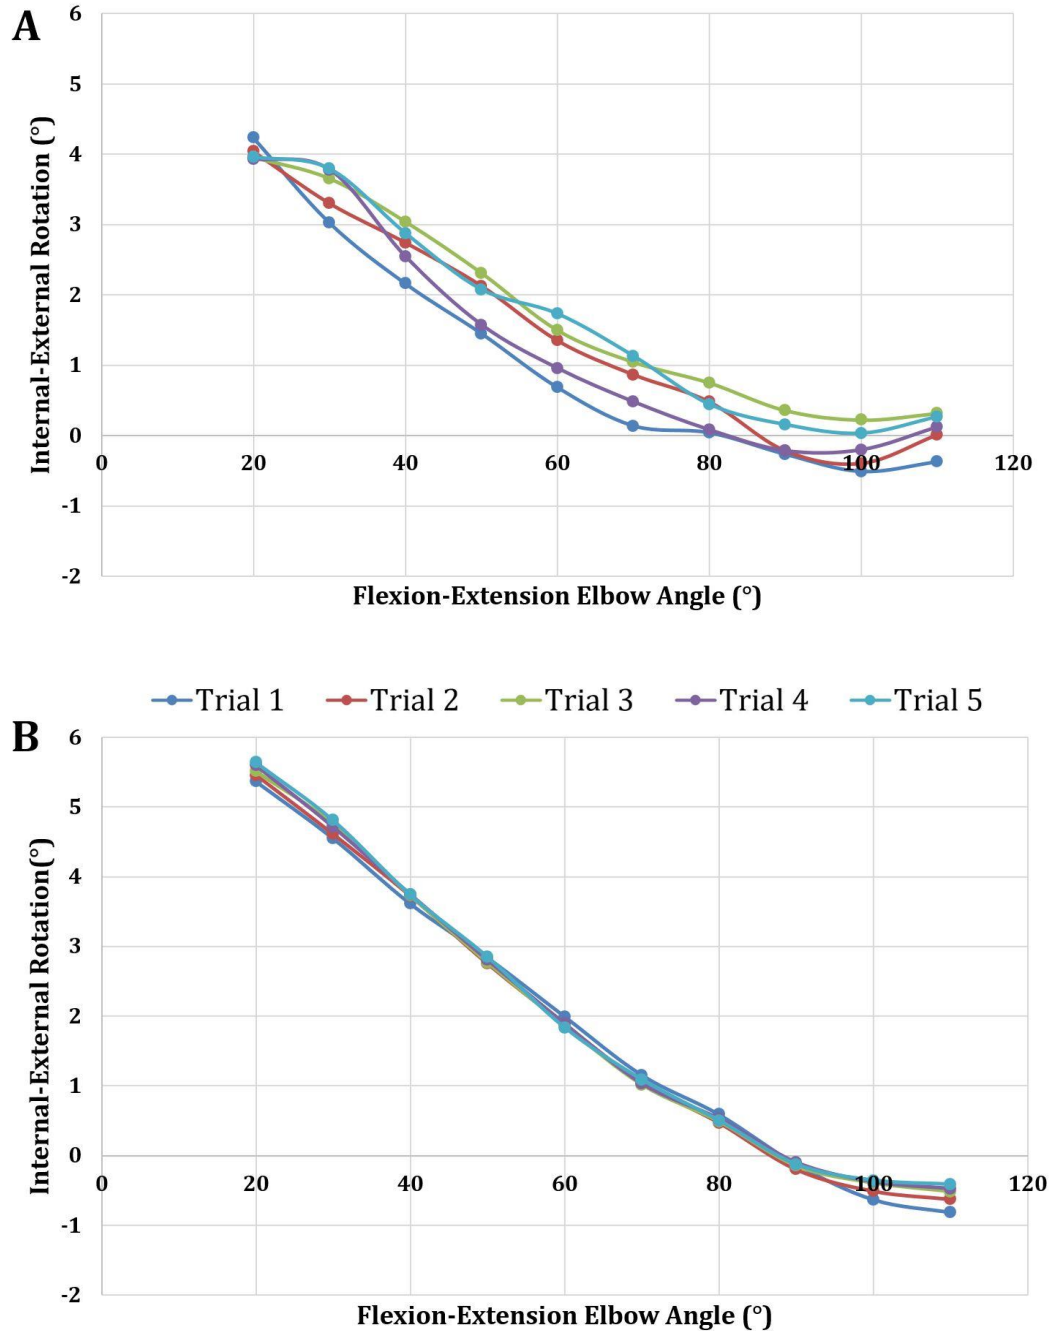 A
6
5
4
3
2
1
0
-1
-2
0 20 40 60 80 100 120
Internal-External Rotation (°)
Flexion-Extension Elbow Angle (°)
Trial 1 Trial 2 Trial 3 Trial 4 Trial 5
B
6
5
4
3
2
1
0
-1
-2
0 20 40 60 80 100 120
Internal-External Rotation(°)
Flexion-Extension Elbow Angle (°)